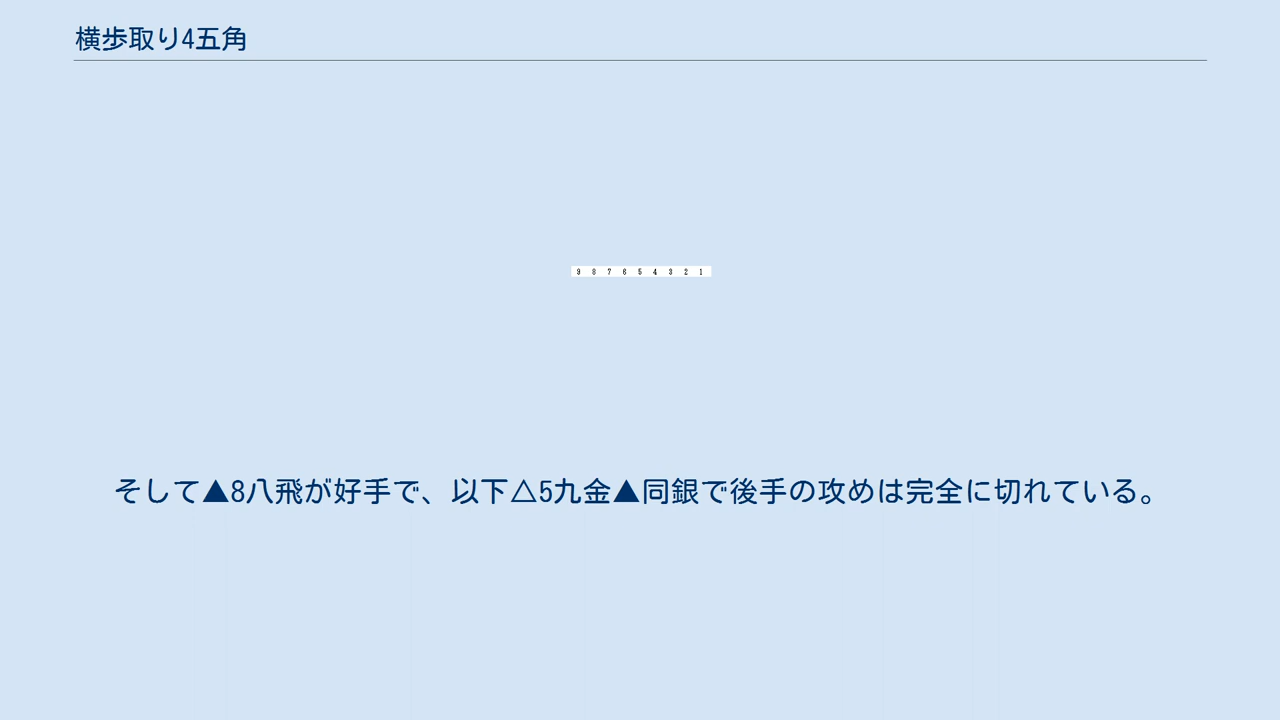 横歩取り4五角
9 8 7 6 5 4 3 2 1
そして▲8八飛が好手で、以下△5九金▲同銀で後手の攻めは完全に切れている。